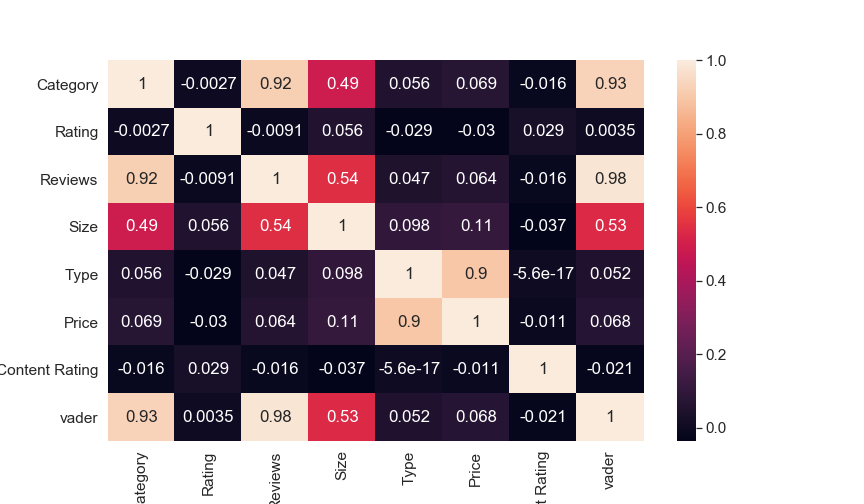 Category 1 -0.0027 0.92 0.49 0.056 0.069 -0.016 0.93
Rating -0.0027 1 -0.0091 0.056 -0.029 -0.03 0.029 0.0035
Reviews 0.92 -0.0091 1 0.54 0.047 0.064 -0.016 0.98
Size 0.49 0.056 0.54 1 0.098 0.11 -0.037 0.53
Type 0.056 -0.029 0.047 0.098 1 0.9 -5.6e-17 0.052
Price 0.069 -0.03 0.064 0.11 0.9 1 -0.011 0.068
Content Rating -0.016 0.029 -0.016 -0.037 -5.6e-17 -0.011 1 -0.021
vader 0.93 0.0035 0.98 0.53 0.052 0.068 -0.021 1
ategory Rating Reviews Size Type Price t Rating vader
1.0
0.8
0.6
0.4
0.2
0.0